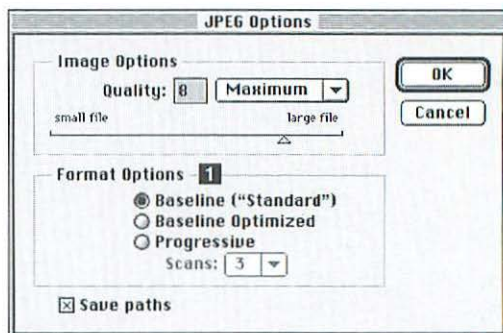 JPEG Options
Image Options
Quality: 8 Maximum
small file large file
OK
Cancel
Format Options 1
Baseline ("Standard")
Baseline Optimized
Progressive
Scans: 3
Save paths